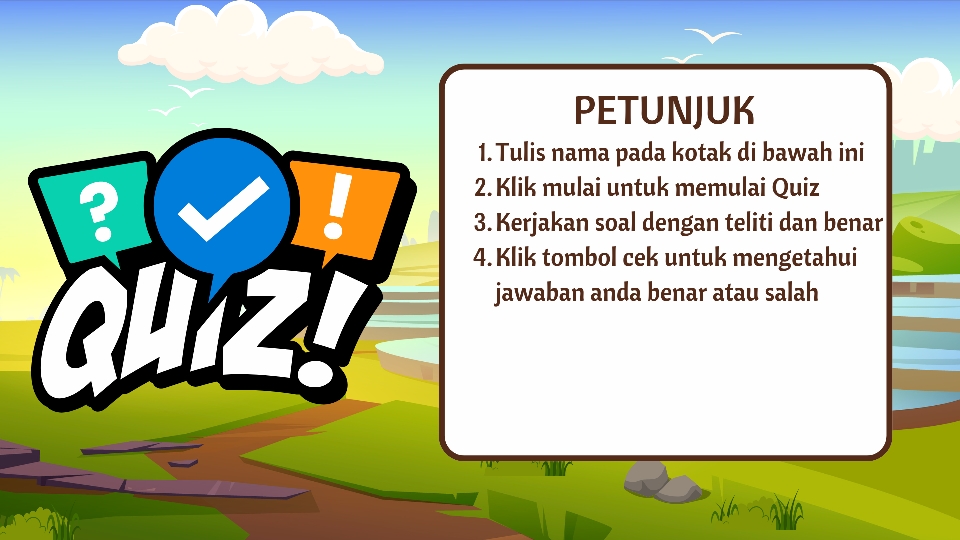 QUIZ!
?
!
PETUNJUK
1. Tulis nama pada kotak di bawah ini
2. Klik mulai untuk memulai Quiz
3. Kerjakan soal dengan teliti dan benar
4. Klik tombol cek untuk mengetahui
jawaban anda benar atau salah